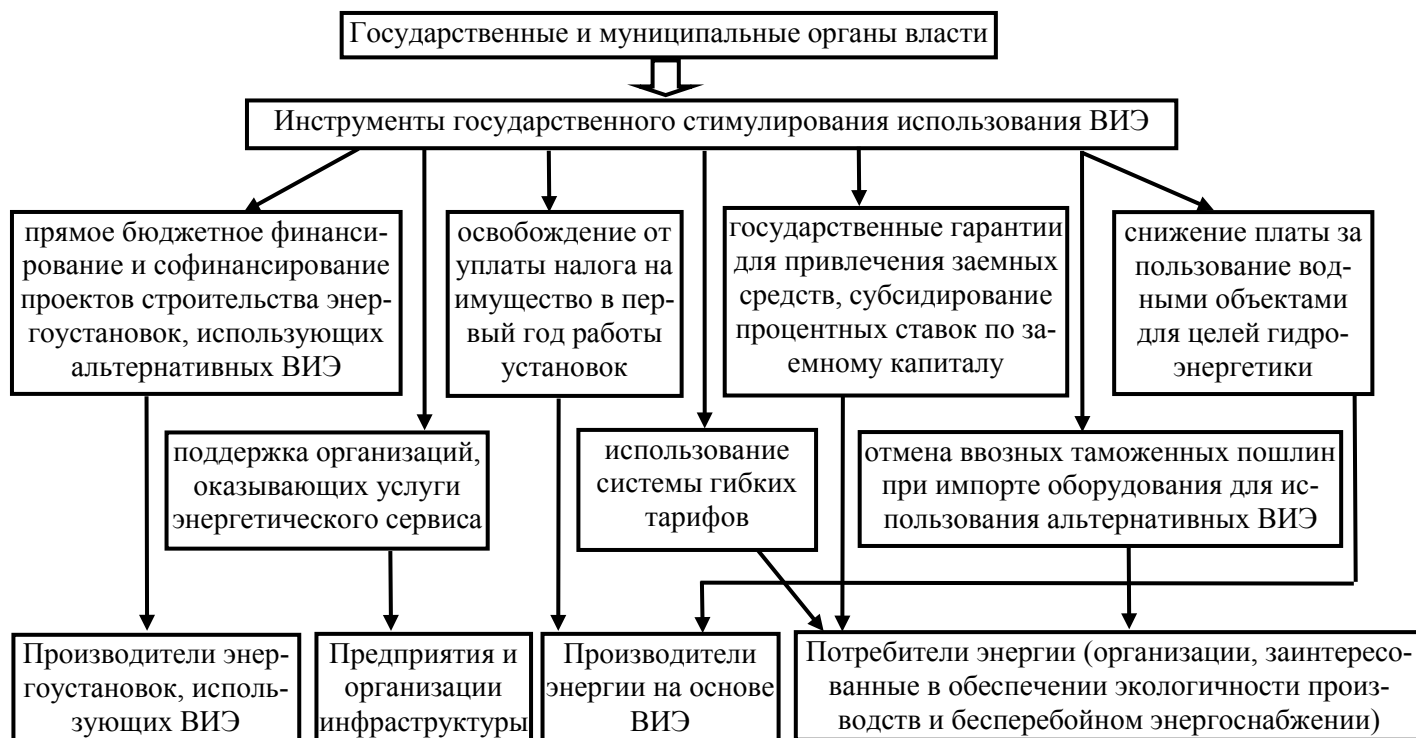 Государственные и муниципальные органы власти
Инструменты государственного стимулирования использования ВИЭ
прямое бюджетное финанси-
рование и софинансирование
проектов строительства энер-
гоустановок, использующих
альтернативных ВИЭ
освобождение от
уплаты налога на
имущество в пер-
вый год работы
установок
государственные гарантии
для привлечения заемных
средств, субсидирование
процентных ставок по за-
емному капиталу
снижение платы за
пользование вод-
ными объектами
для целей гидро-
энергетики
поддержка организаций,
оказывающих услуги
энергетического сервиса
использование
системы гибких
тарифов
отмена ввозных таможенных пошлин
при импорте оборудования для ис-
пользования альтернативных ВИЭ
Производители энер-
гоустановок, исполь-
зующих ВИЭ
Предприятия и
организации
инфраструктуры
Производители
энергии на основе
ВИЭ
Потребители энергии (организации, заинтересо-
ванные в обеспечении экологичности произ-
водств и бесперебойном энергоснабжении)